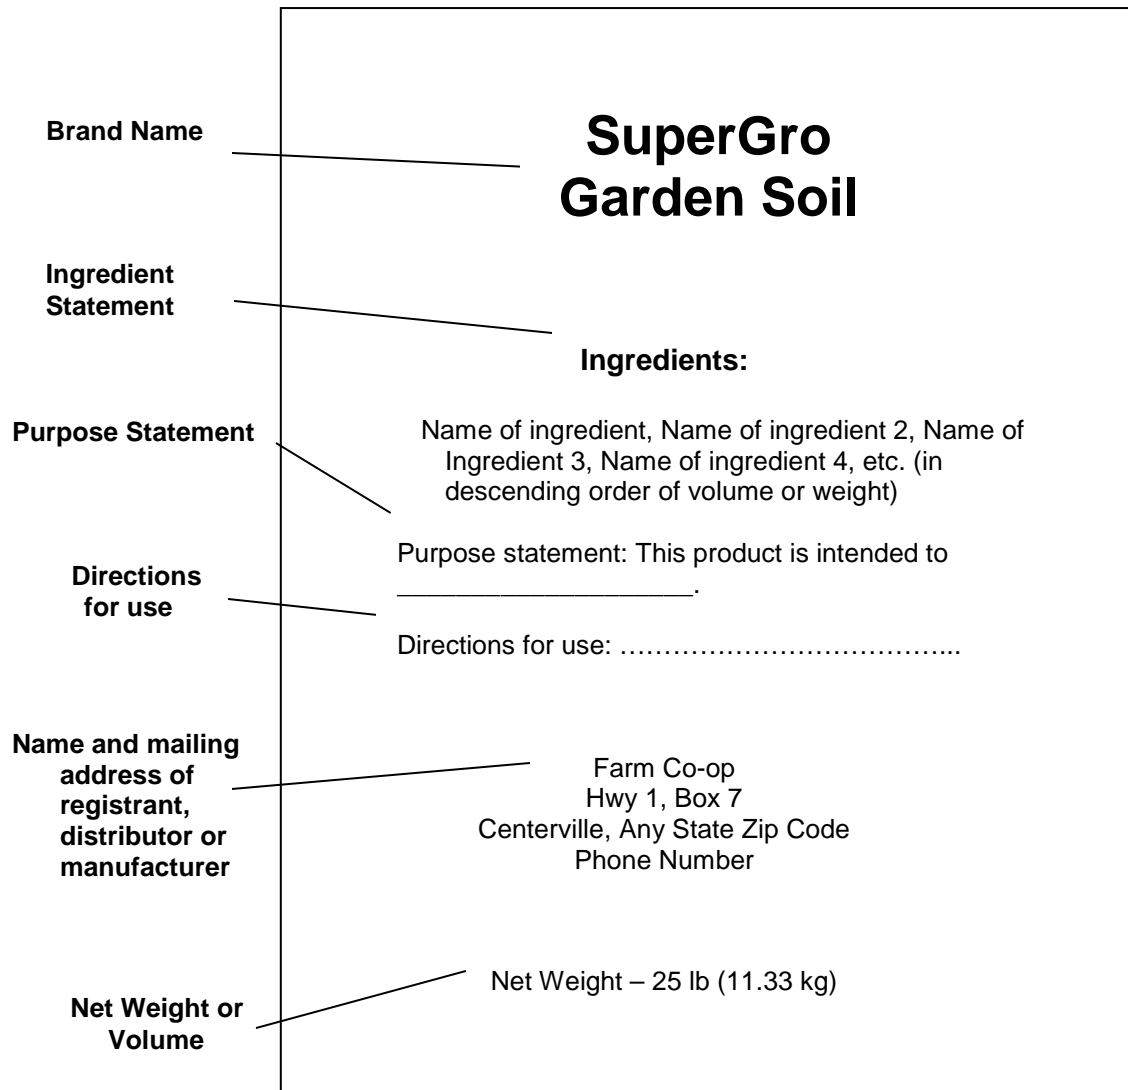 Brand Name
SuperGro
Garden Soil
Ingredient
Statement
Ingredients:
Purpose Statement
Name of ingredient, Name of ingredient 2, Name of
Ingredient 3, Name of ingredient 4, etc. (in
descending order of volume or weight)
Purpose statement: This product is intended to
____________________.
Directions
for use
Directions for use: …………………………………...
Name and mailing
address of
registrant,
distributor or
manufacturer
Farm Co-op
Hwy 1, Box 7
Centerville, Any State Zip Code
Phone Number
Net Weight – 25 lb (11.33 kg)
Net Weight or
Volume